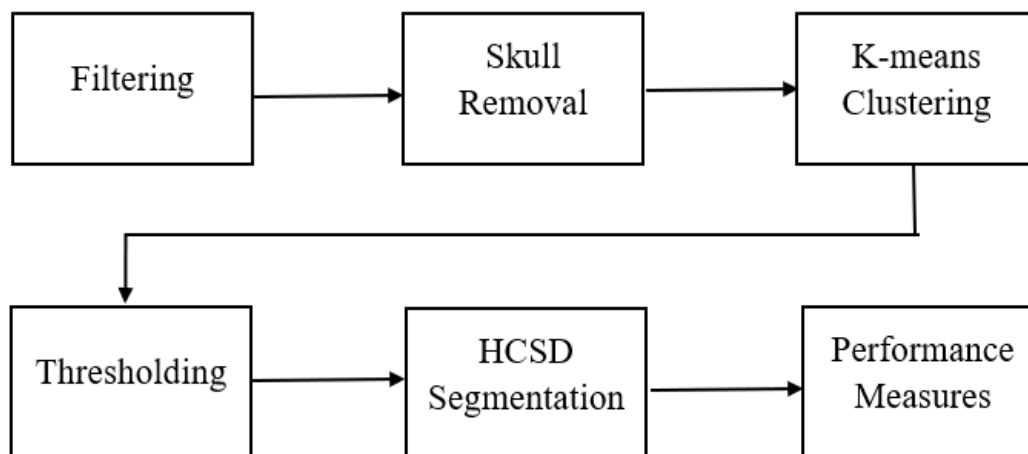 Filtering
Skull
Removal
K-means
Clustering
Thresholding
HCSD
Segmentation
Performance
Measures